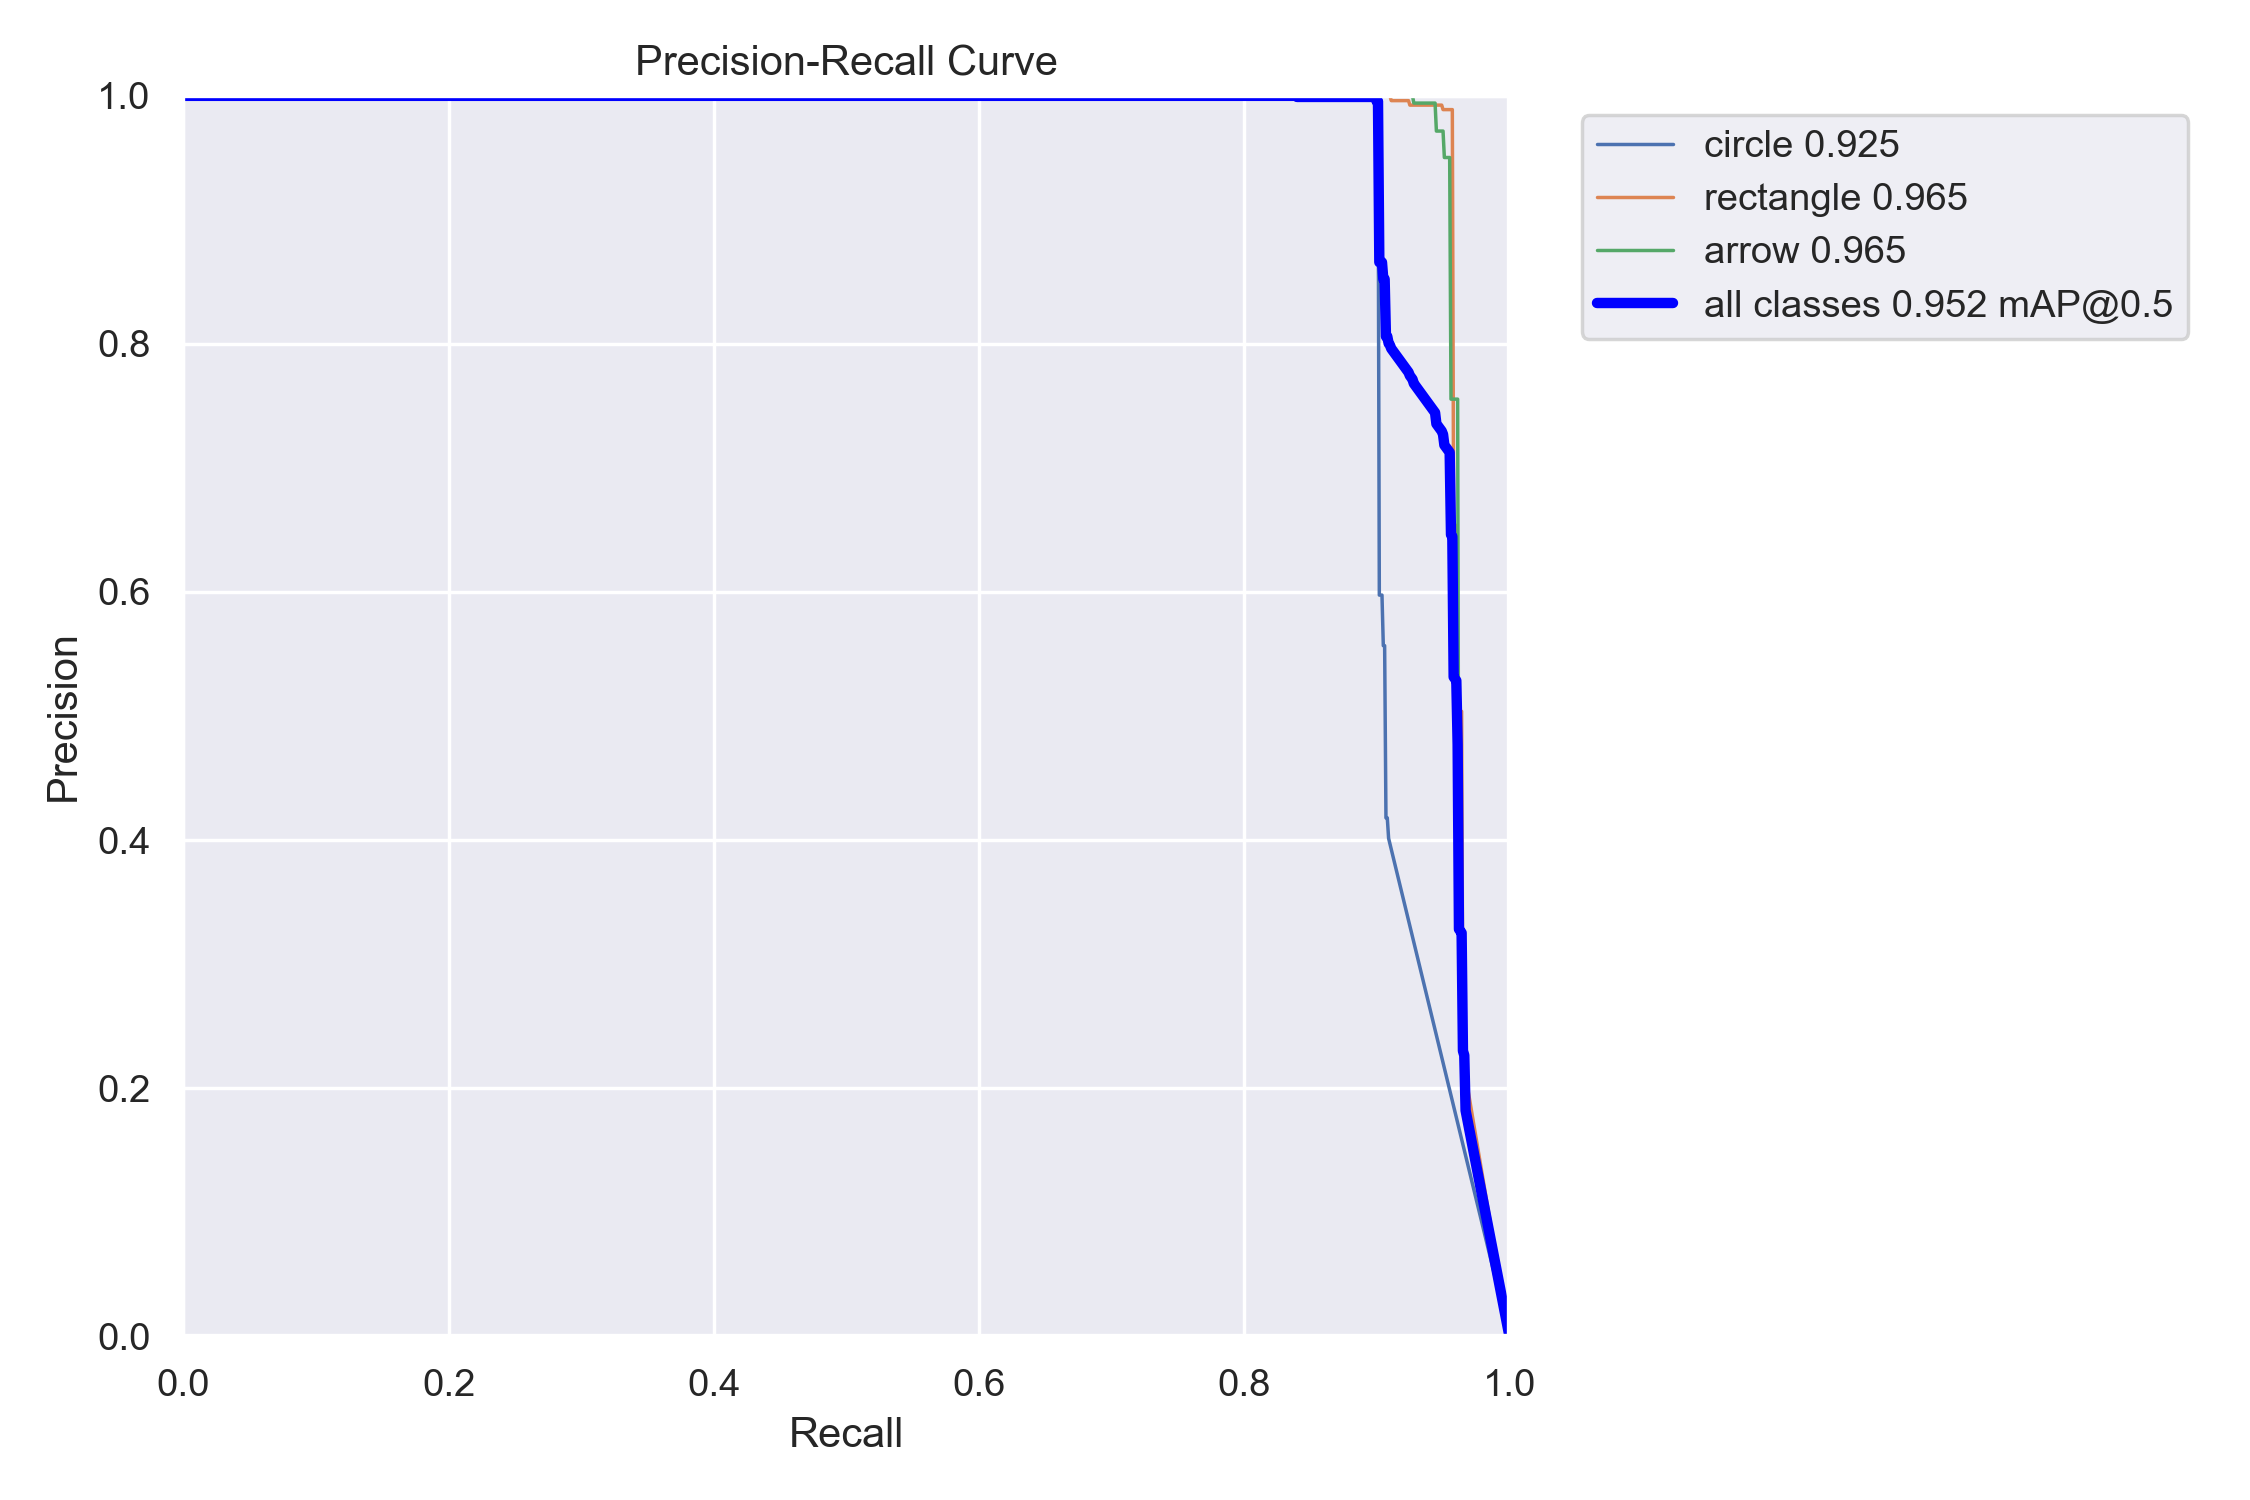 Precision-Recall Curve
1.0
0.8
0.6
0.4
0.2
0.0
Precision
0.0 0.2 0.4 0.6 0.8 1.0
Recall
circle 0.925
rectangle 0.965
arrow 0.965
all classes 0.952 mAP@0.5